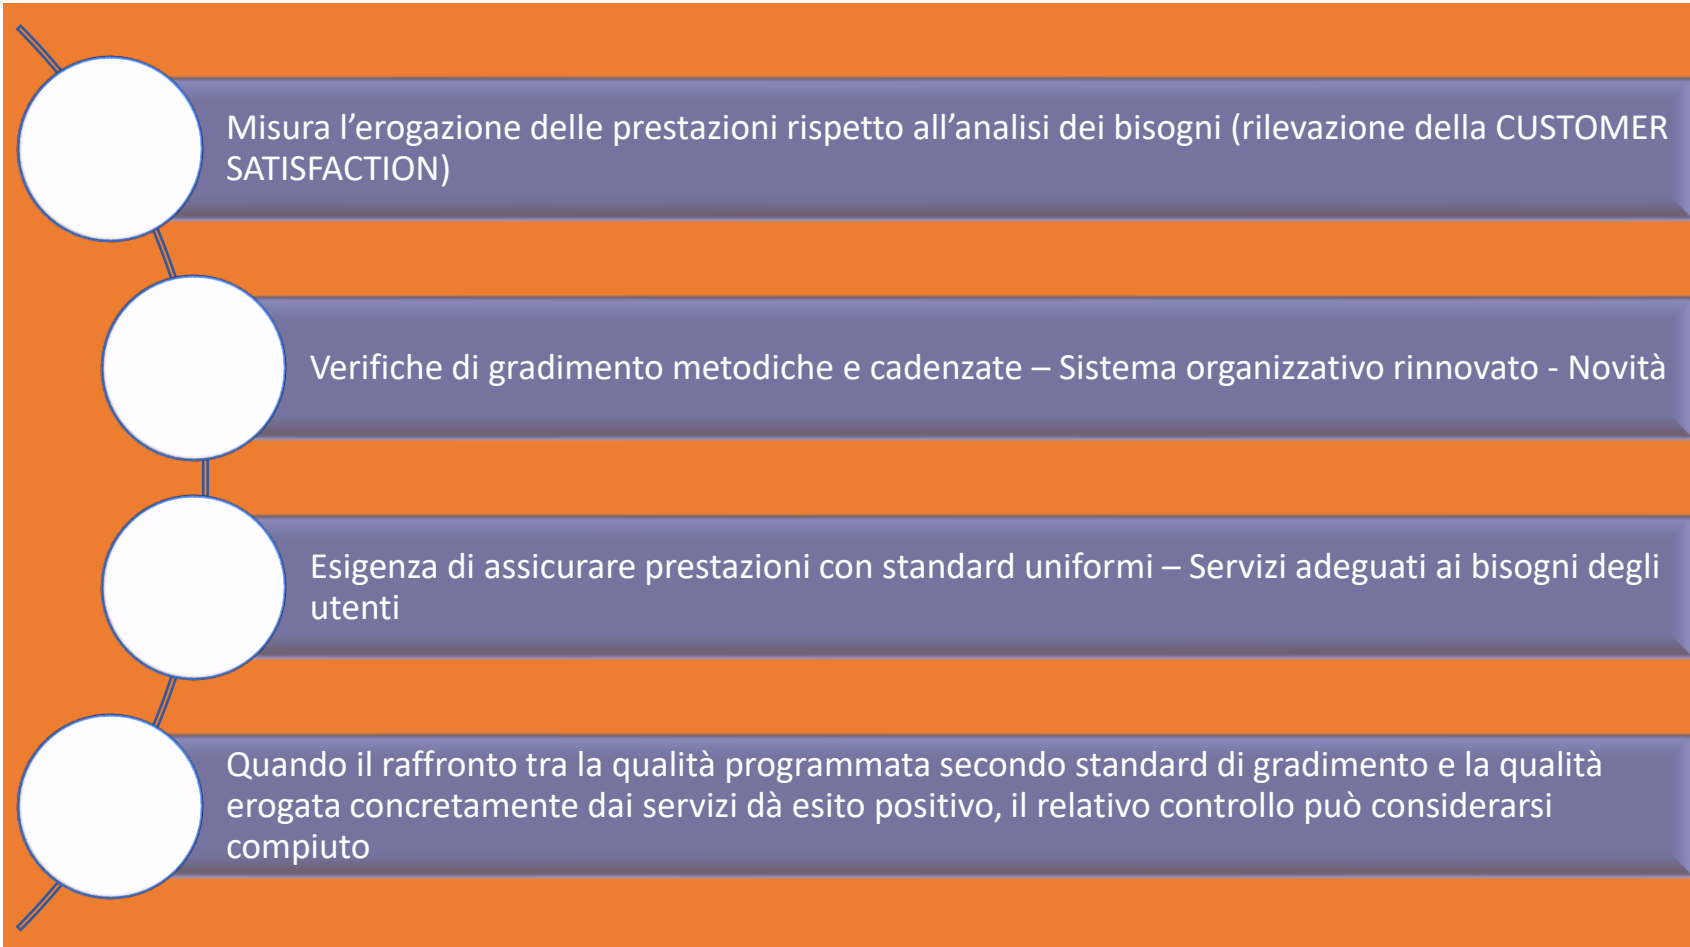 Misura l’erogazione delle prestazioni rispetto all’analisi dei bisogni (rilevazione della CUSTOMER
SATISFACTION)
Verifiche di gradimento metodiche e cadenzate – Sistema organizzativo rinnovato - Novità
Esigenza di assicurare prestazioni con standard uniformi – Servizi adeguati ai bisogni degli
utenti
Quando il raffronto tra la qualità programmata secondo standard di gradimento e la qualità
erogata concretamente dai servizi dà esito positivo, il relativo controllo può considerarsi
compiuto